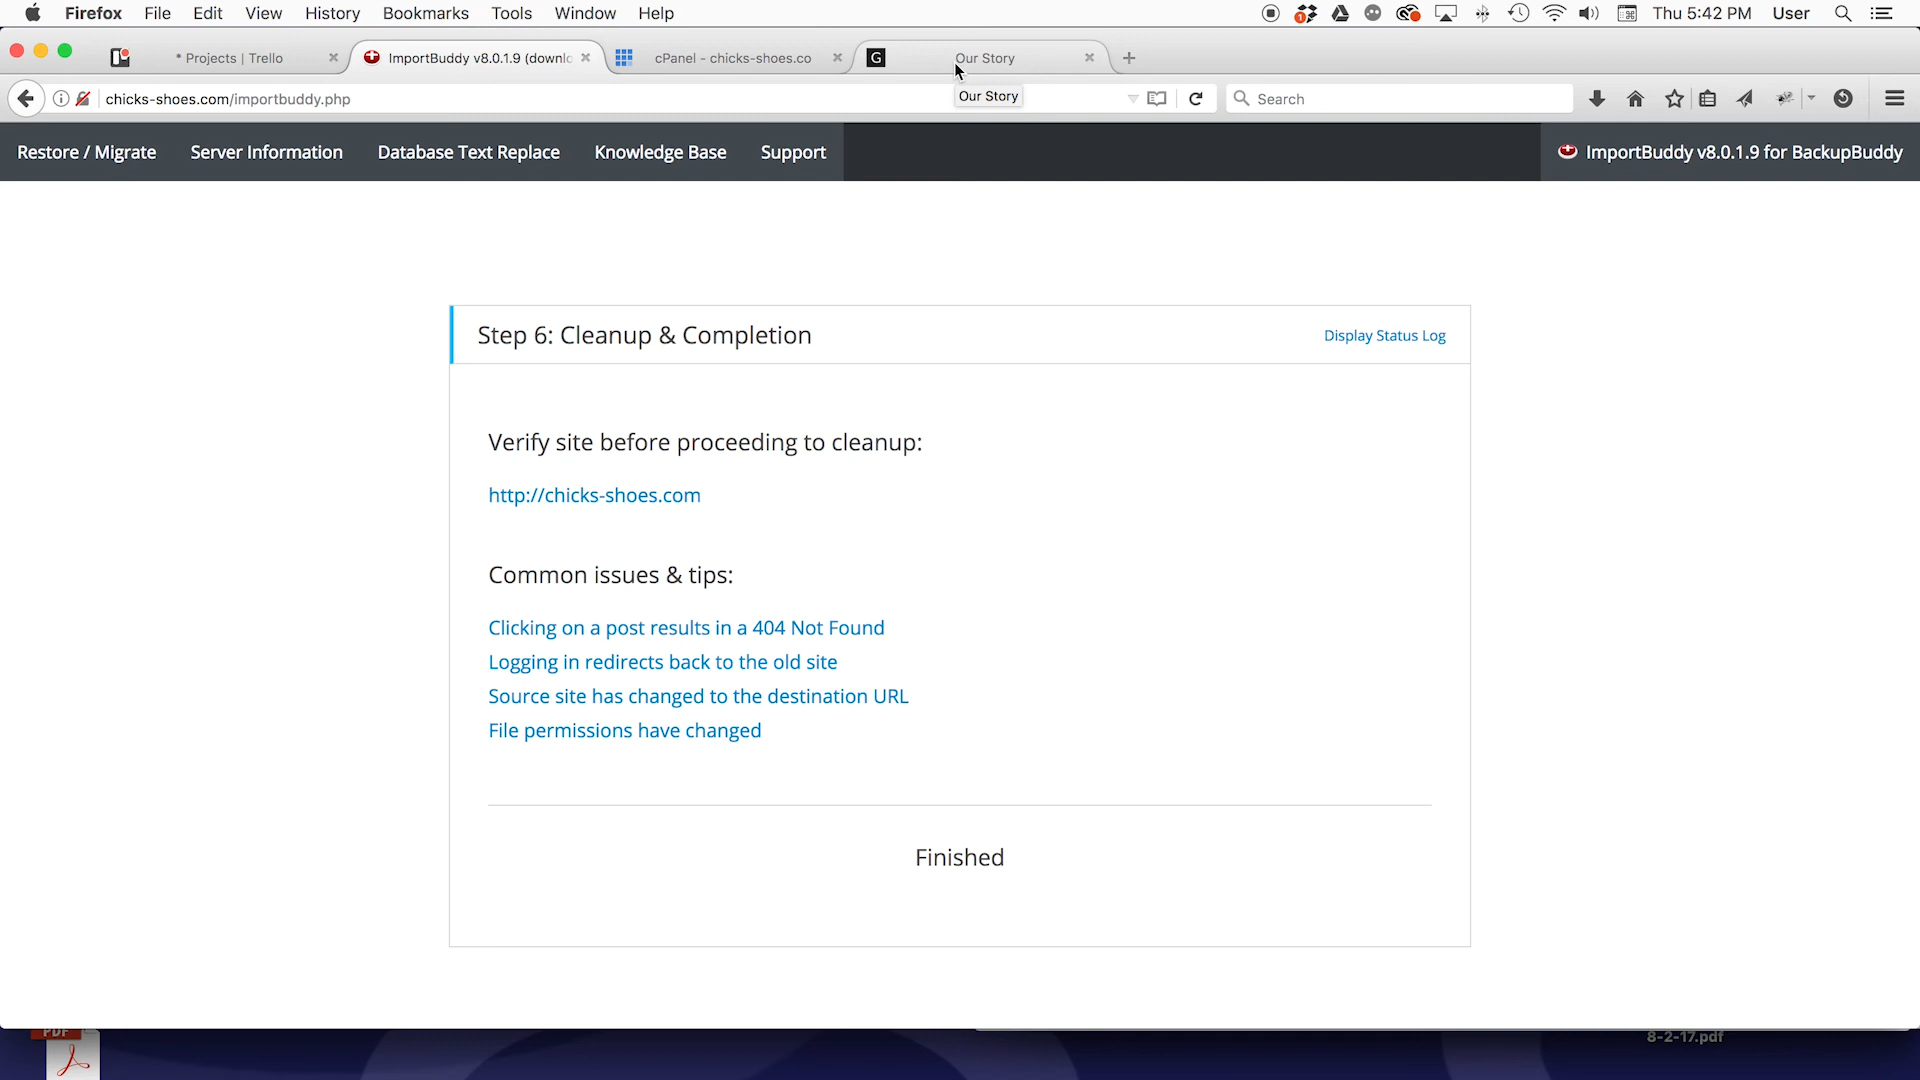 Firefox File Edit View History Bookmarks Tools Window Help
1
Thu 5:42 PM User
* Projects | Trello
ImportBuddy v8.0.1.9 (downlo
cPanel - chicks-shoes.co
G
Our Story
chicks-shoes.com/importbuddy.php
Our Story
Search
Restore / Migrate
Server Information
Database Text Replace
Knowledge Base
Support
ImportBuddy v8.0.1.9 for BackupBuddy
Step 6: Cleanup & Completion
Display Status Log
Verify site before proceeding to cleanup:
http://chicks-shoes.com
Common issues & tips:
Clicking on a post results in a 404 Not Found
Logging in redirects back to the old site
Source site has changed to the destination URL
File permissions have changed
Finished
PDF
8-2-17.pdf